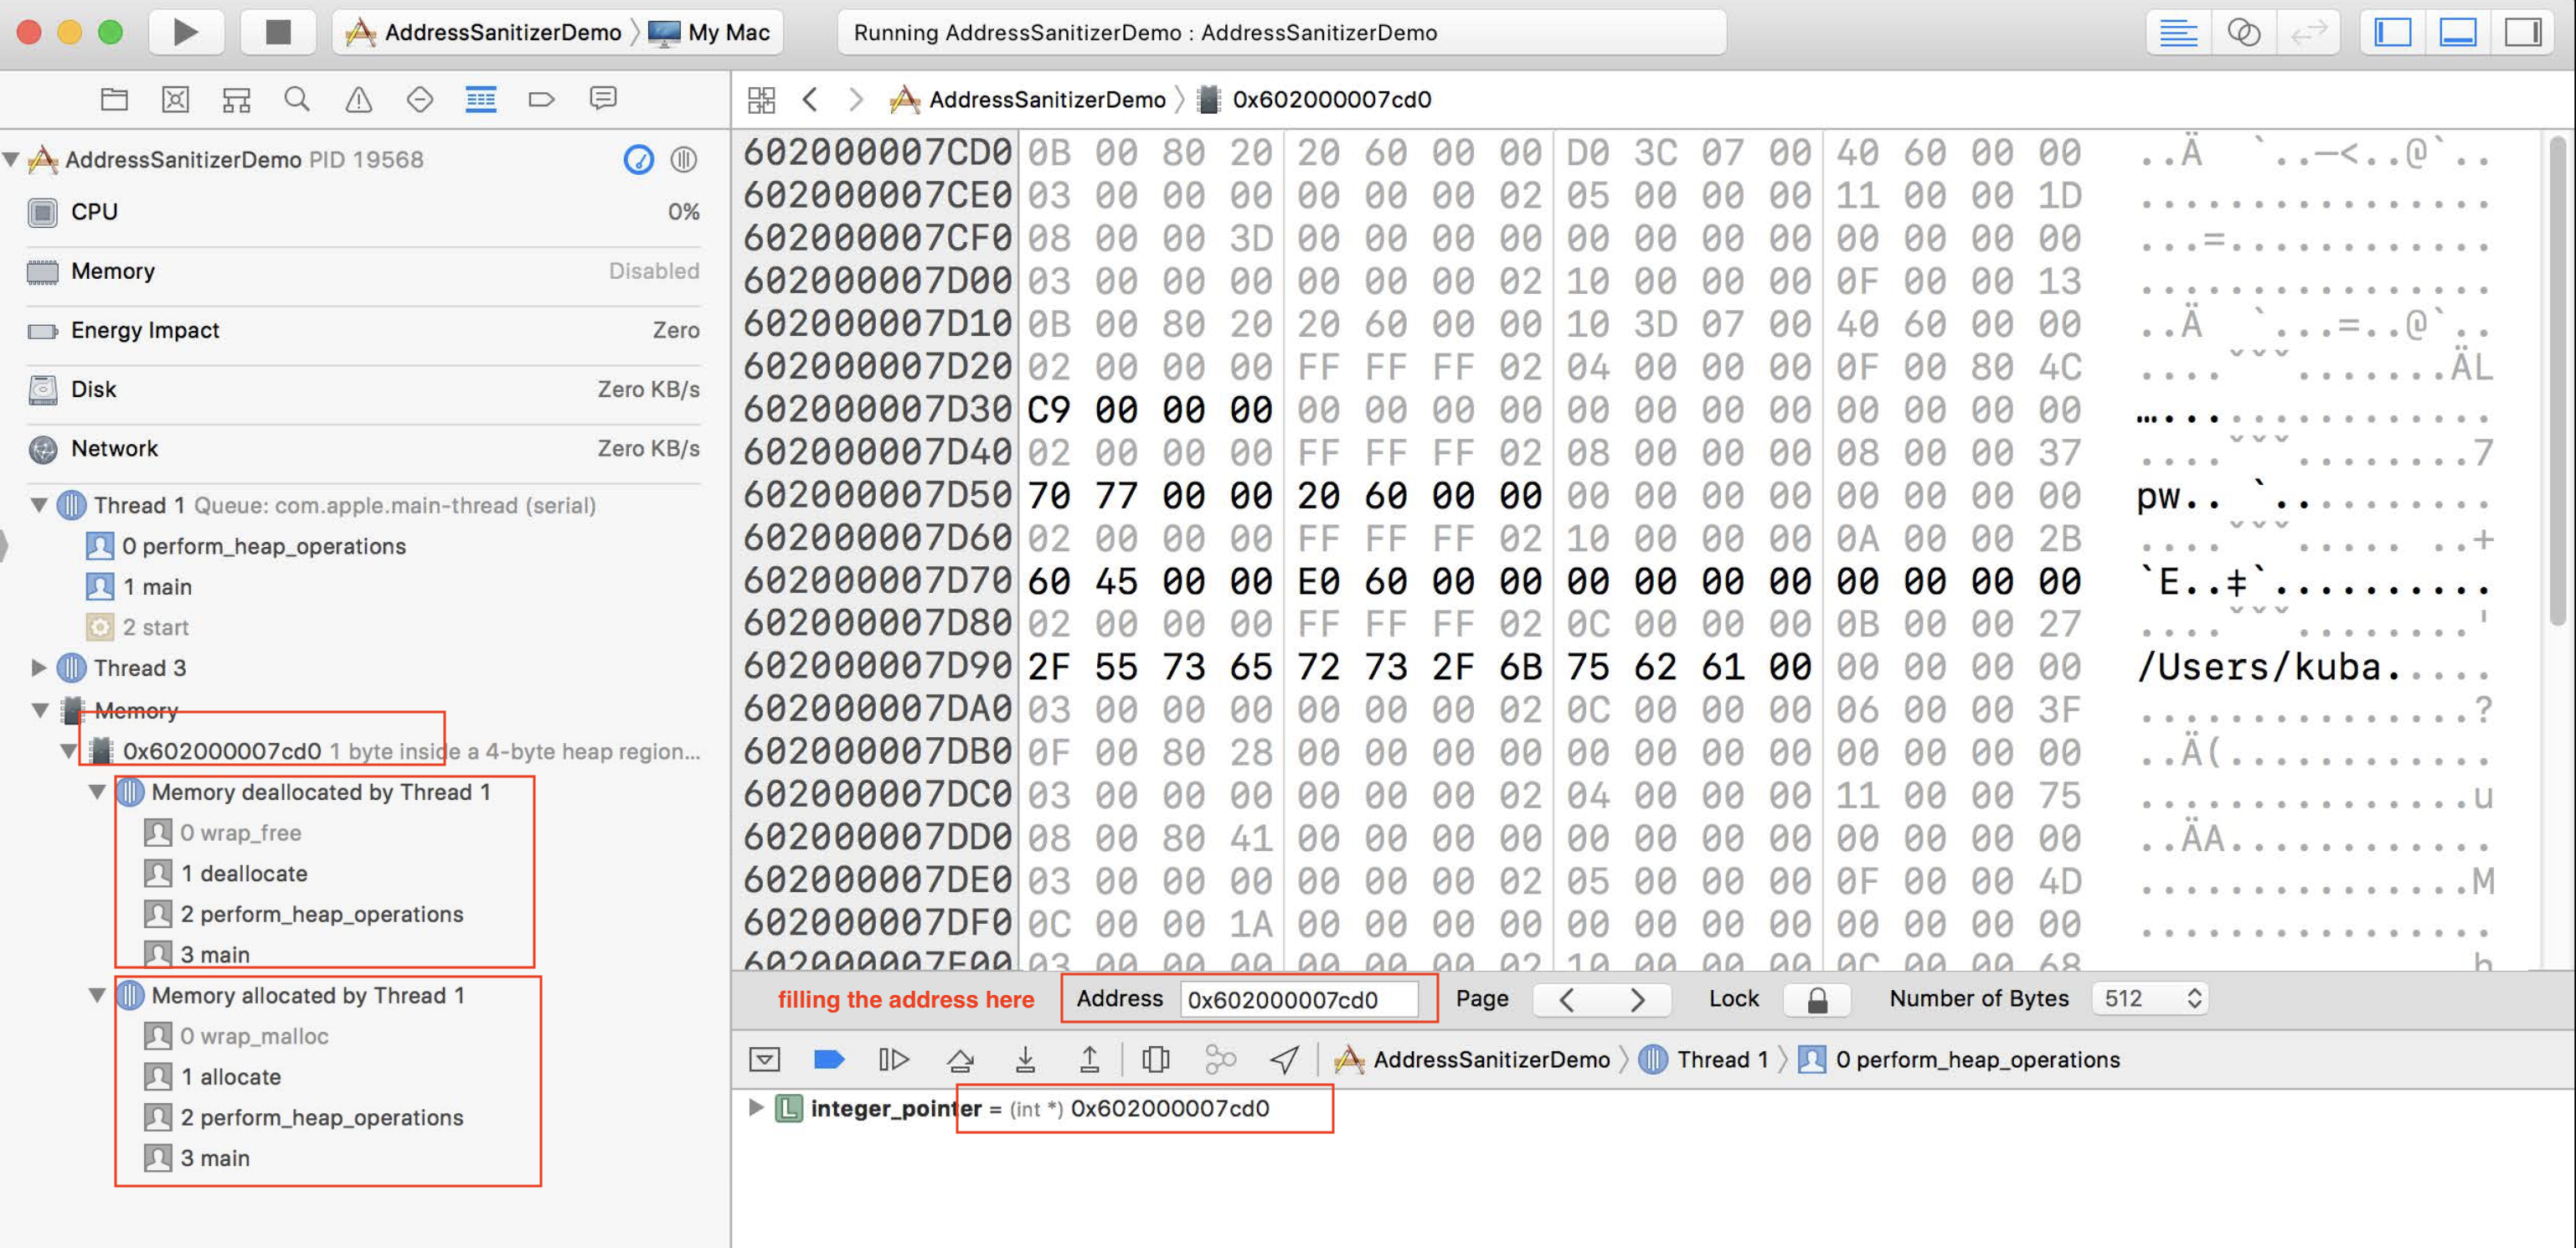 AddressSanitizerDemo 〉 My Mac
Running AddressSanitizerDemo : AddressSanitizerDemo
AddressSanitizerDemo 〉 0x602000007cd0
AddressSanitizerDemo PID 19568
CPU 0%
Memory Disabled
Energy Impact Zero
Disk Zero KB/s
Network Zero KB/s
Thread 1 Queue: com.apple.main-thread (serial)
0 perform_heap_operations
1 main
2 start
Thread 3
Memory
0x602000007cd0 1 byte inside a 4-byte heap region...
Memory deallocated by Thread 1
0 wrap_free
1 deallocate
2 perform_heap_operations
3 main
Memory allocated by Thread 1
0 wrap_malloc
1 allocate
2 perform_heap_operations
3 main
602000007CD0 0B 00 80 20 20 60 00 00 D0 3C 07 00 40 60 00 00 ..Ä  `..–<..@`..
602000007CE0 03 00 00 00 00 00 00 02 05 00 00 00 11 00 00 1D ................
602000007CF0 08 00 00 3D 00 00 00 00 00 00 00 00 00 00 00 00 ...=............
602000007D00 03 00 00 00 00 00 00 02 10 00 00 00 0F 00 00 13 ................
602000007D10 0B 00 80 20 20 60 00 00 10 3D 07 00 40 60 00 00 ..Ä  `...=..@`..
602000007D20 02 00 00 00 FF FF FF 02 04 00 00 00 0F 00 80 4C ....ˇˇˇ.......ÄL
602000007D30 C9 00 00 00 00 00 00 00 00 00 00 00 00 00 00 00 …...............
602000007D40 02 00 00 00 FF FF FF 02 08 00 00 00 08 00 00 37 ....ˇˇˇ........7
602000007D50 70 77 00 00 20 60 00 00 00 00 00 00 00 00 00 00 pw.. `..........
602000007D60 02 00 00 00 FF FF FF 02 10 00 00 00 0A 00 00 2B ....ˇˇˇ..... ..+
602000007D70 60 45 00 00 E0 60 00 00 00 00 00 00 00 00 00 00 `E..‡`..........
602000007D80 02 00 00 00 FF FF FF 02 0C 00 00 00 0B 00 00 27 ....ˇˇˇ........'
602000007D90 2F 55 73 65 72 73 2F 6B 75 62 61 00 00 00 00 00 /Users/kuba.....
602000007DA0 03 00 00 00 00 00 00 02 0C 00 00 00 06 00 00 3F ...............?
602000007DB0 0F 00 80 28 00 00 00 00 00 00 00 00 00 00 00 00 ..Ä(............
602000007DC0 03 00 00 00 00 00 00 02 04 00 00 00 11 00 00 75 ...............u
602000007DD0 08 00 80 41 00 00 00 00 00 00 00 00 00 00 00 00 ..ÄA............
602000007DE0 03 00 00 00 00 00 00 02 05 00 00 00 0F 00 00 4D ...............M
602000007DF0 0C 00 00 1A 00 00 00 00 00 00 00 00 00 00 00 00 ................
602000007E00 03 00 00 00 00 00 00 02 10 00 00 00 0C 00 00 68 h
filling the address here Address 0x602000007cd0 Page Lock Number of Bytes 512
AddressSanitizerDemo 〉 Thread 1 〉 0 perform_heap_operations
L integer_pointer = (int *) 0x602000007cd0